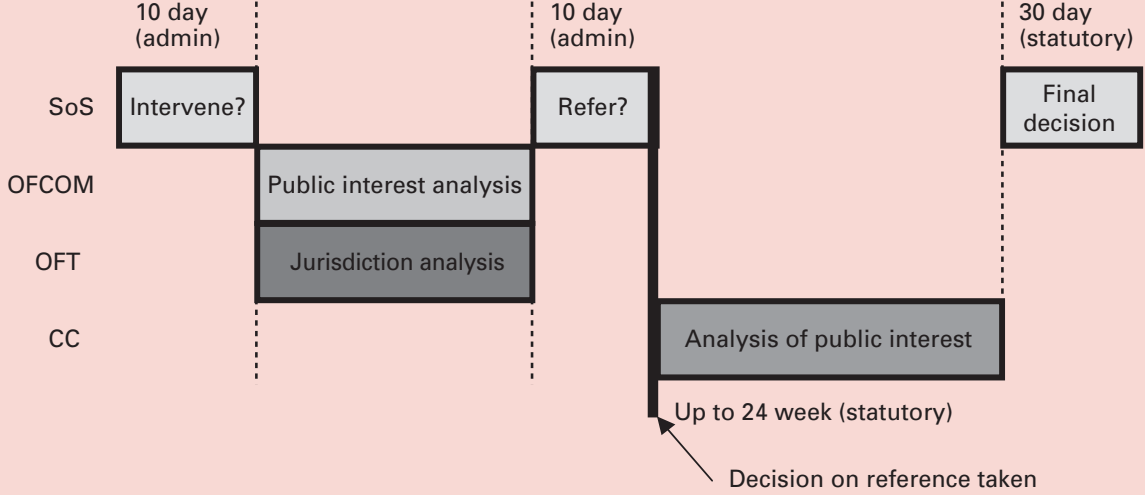 10 day
(admin)
10 day
(admin)
30 day
(statutory)
SoS
Intervene?
Refer?
Final
decision
OFCOM
Public interest analysis
OFT
Jurisdiction analysis
CC
Analysis of public interest
Up to 24 week (statutory)
Decision on reference taken